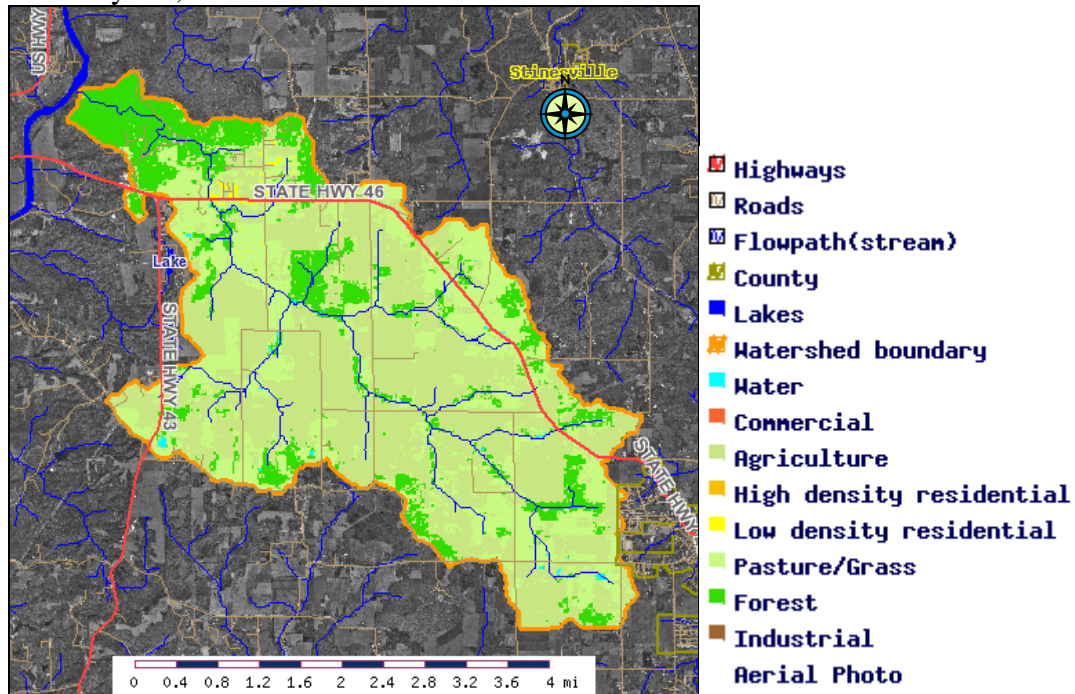 US HWY
Stinesville
N
STATE HWY 46
Lake
STATE HWY 43
STATE HWY
0 0.4 0.8 1.2 1.6 2 2.4 2.8 3.2 3.6 4 mi
Highways
Roads
Flowpath(stream)
County
Lakes
Watershed boundary
Water
Commercial
Agriculture
High density residential
Low density residential
Pasture/Grass
Forest
Industrial
Aerial Photo